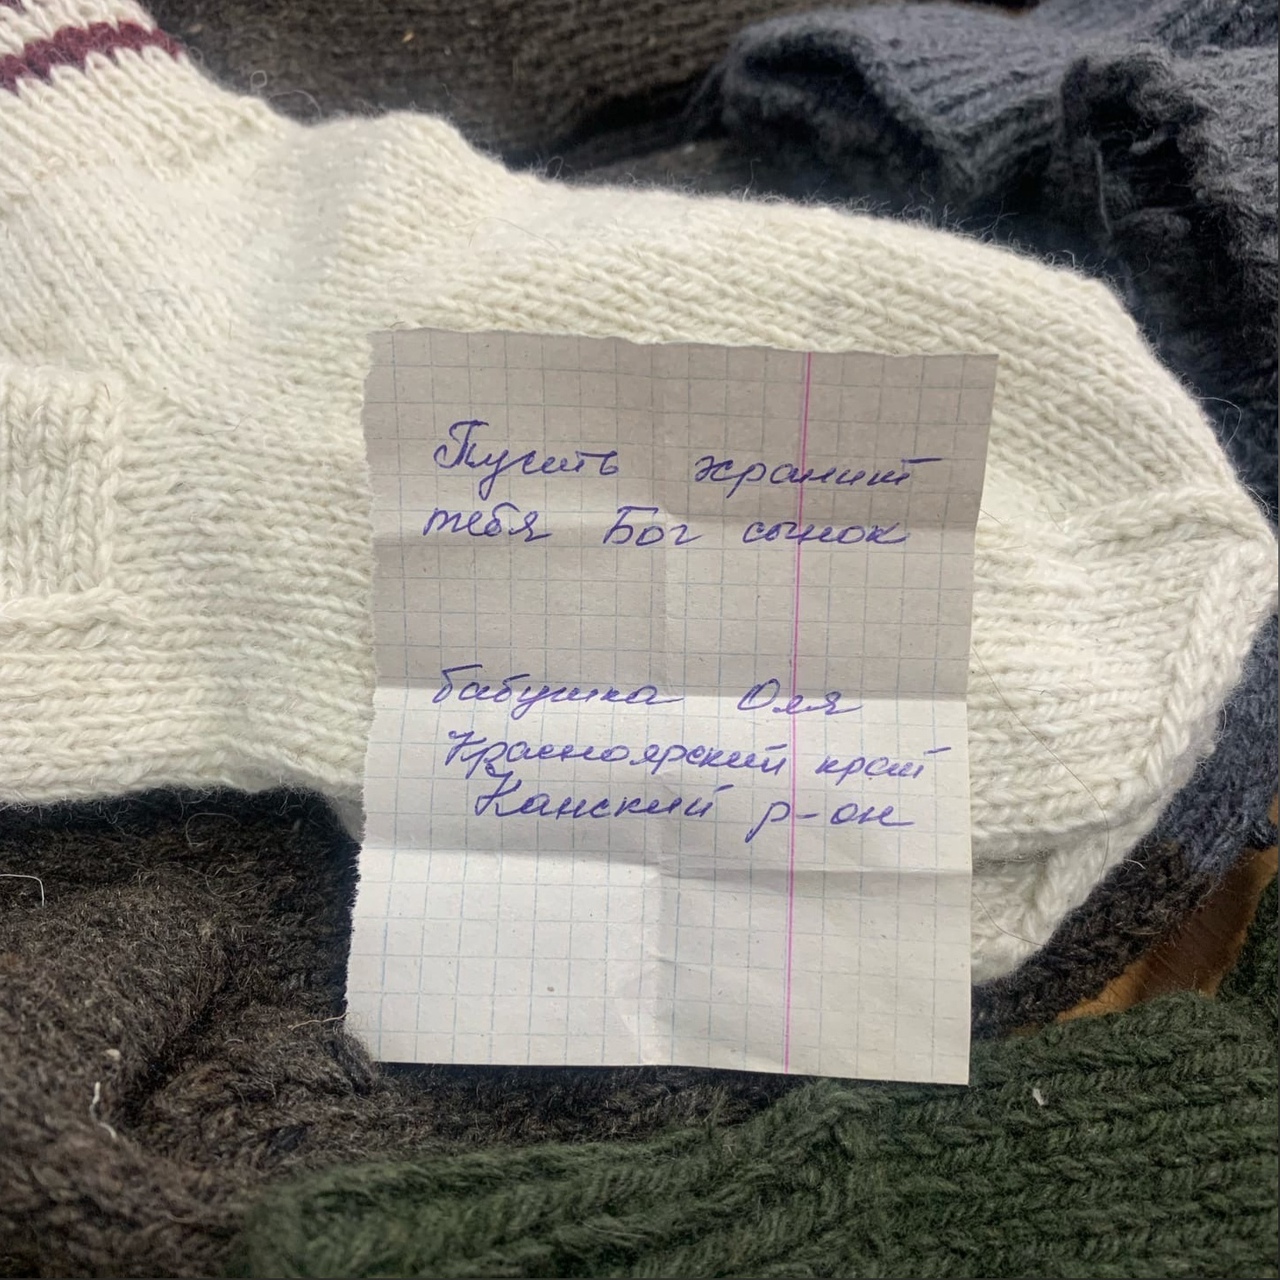 Пусть хранит
тебя Бог сынок
бабушка Оля
Красноярский край
Канский р-он